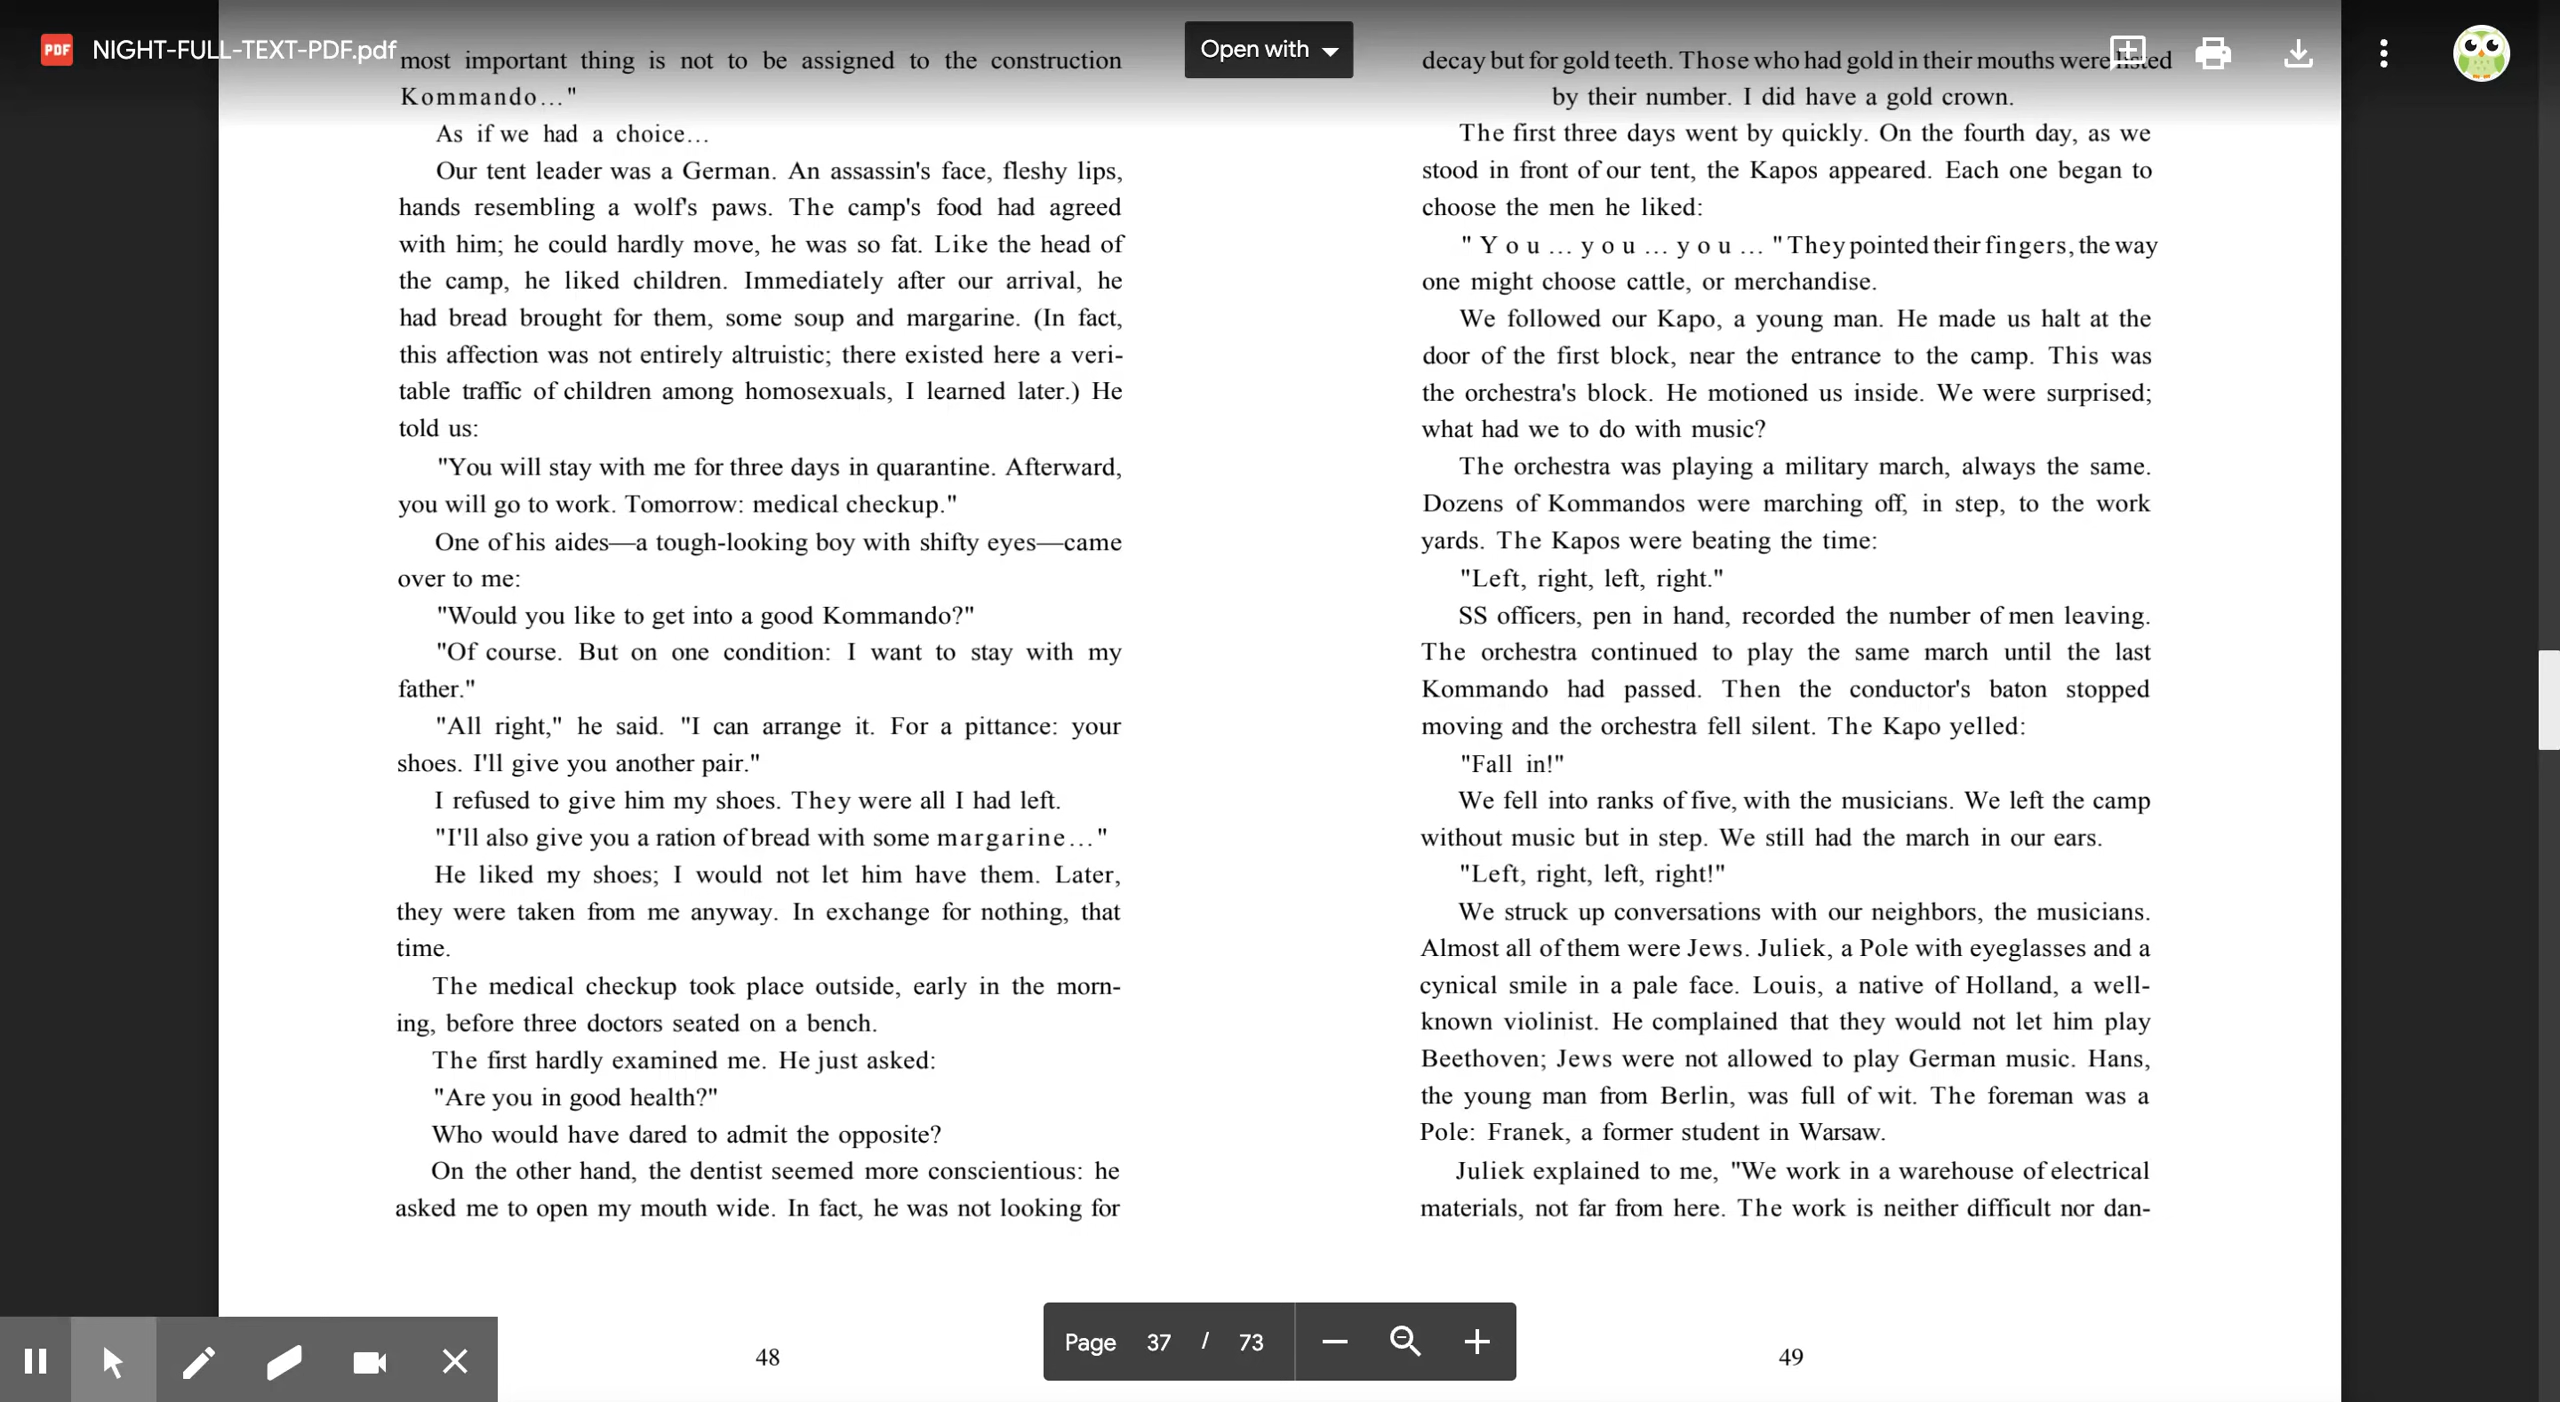 PDF NIGHT-FULL-TEXT-PDF.pdf
Open with
most important thing is not to be assigned to the construction
Kommando..."
As if we had a choice...
Our tent leader was a German. An assassin's face, fleshy lips,
hands resembling a wolf's paws. The camp's food had agreed
with him; he could hardly move, he was so fat. Like the head of
the camp, he liked children. Immediately after our arrival, he
had bread brought for them, some soup and margarine. (In fact,
this affection was not entirely altruistic; there existed here a veri-
table traffic of children among homosexuals, I learned later.) He
told us:
"You will stay with me for three days in quarantine. Afterward,
you will go to work. Tomorrow: medical checkup."
One of his aides—a tough-looking boy with shifty eyes—came
over to me:
"Would you like to get into a good Kommando?"
"Of course. But on one condition: I want to stay with my
father."
"All right," he said. "I can arrange it. For a pittance: your
shoes. I'll give you another pair."
I refused to give him my shoes. They were all I had left.
"I'll also give you a ration of bread with some margarine..."
He liked my shoes; I would not let him have them. Later,
they were taken from me anyway. In exchange for nothing, that
time.
The medical checkup took place outside, early in the morn-
ing, before three doctors seated on a bench.
The first hardly examined me. He just asked:
"Are you in good health?"
Who would have dared to admit the opposite?
On the other hand, the dentist seemed more conscientious: he
asked me to open my mouth wide. In fact, he was not looking for
48
decay but for gold teeth. Those who had gold in their mouths were listed
by their number. I did have a gold crown.
The first three days went by quickly. On the fourth day, as we
stood in front of our tent, the Kapos appeared. Each one began to
choose the men he liked:
"You...you...you..." They pointed their fingers, the way
one might choose cattle, or merchandise.
We followed our Kapo, a young man. He made us halt at the
door of the first block, near the entrance to the camp. This was
the orchestra's block. He motioned us inside. We were surprised;
what had we to do with music?
The orchestra was playing a military march, always the same.
Dozens of Kommandos were marching off, in step, to the work
yards. The Kapos were beating the time:
"Left, right, left, right."
SS officers, pen in hand, recorded the number of men leaving.
The orchestra continued to play the same march until the last
Kommando had passed. Then the conductor's baton stopped
moving and the orchestra fell silent. The Kapo yelled:
"Fall in!"
We fell into ranks of five, with the musicians. We left the camp
without music but in step. We still had the march in our ears.
"Left, right, left, right!"
We struck up conversations with our neighbors, the musicians.
Almost all of them were Jews. Juliek, a Pole with eyeglasses and a
cynical smile in a pale face. Louis, a native of Holland, a well-
known violinist. He complained that they would not let him play
Beethoven; Jews were not allowed to play German music. Hans,
the young man from Berlin, was full of wit. The foreman was a
Pole: Franek, a former student in Warsaw.
Juliek explained to me, "We work in a warehouse of electrical
materials, not far from here. The work is neither difficult nor dan-
49
Page 37 / 73